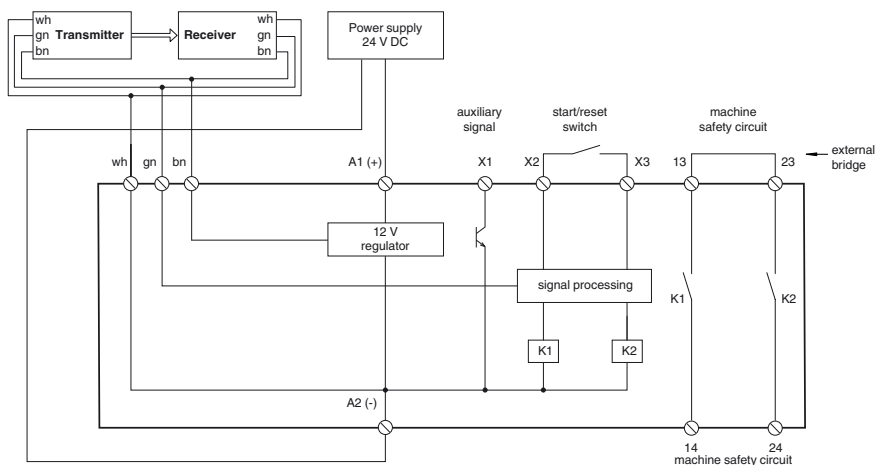 wh
gn Transmitter
bn
Receiver
wh
gn
bn
Power supply
24 V DC
auxiliary
signal
start/reset
switch
machine
safety circuit
wh gn bn A1 (+) X1 X2 X3 13 23
external
bridge
12 V
regulator
signal processing
K1 K2
K1 K2
A2 (-)
14 24
machine safety circuit